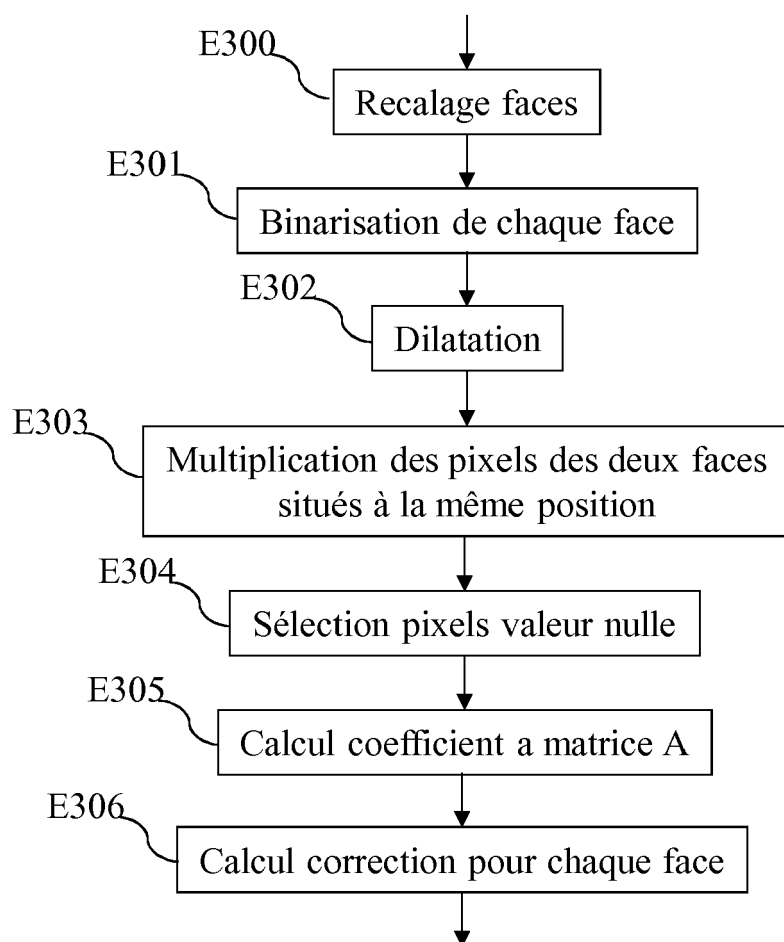 E300
Recalage faces
E301
Binarisation de chaque face
E302
Dilatation
E303
Multiplication des pixels des deux faces
situés à la même position
E304
Sélection pixels valeur nulle
E305
Calcul coefficient a matrice A
E306
Calcul correction pour chaque face